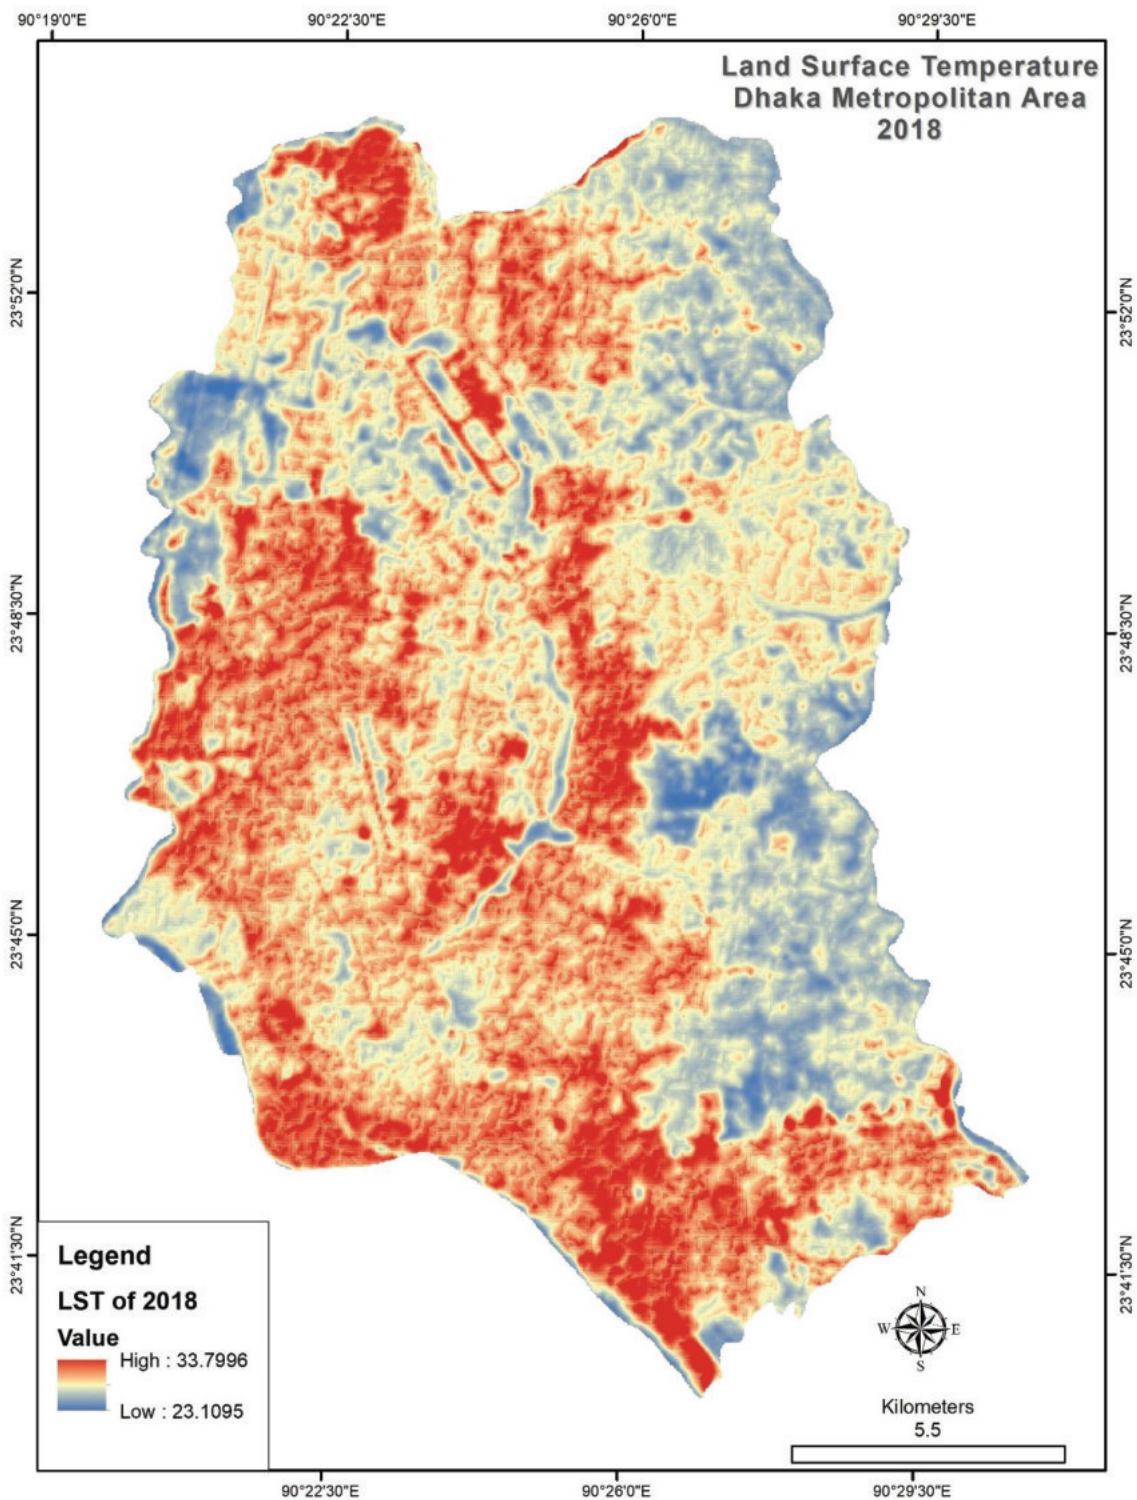 90°19'0"E 90°22'30"E 90°26'0"E 90°29'30"E
Land Surface Temperature
Dhaka Metropolitan Area
2018
23°52'0"N
23°52'0"N
23°48'30"N
23°48'30"N
23°45'0"N
23°45'0"N
23°41'30"N
23°41'30"N
Legend
LST of 2018
Value
High : 33.7996
Low : 23.1095
N
W E
S
Kilometers
5.5
90°22'30"E 90°26'0"E 90°29'30"E